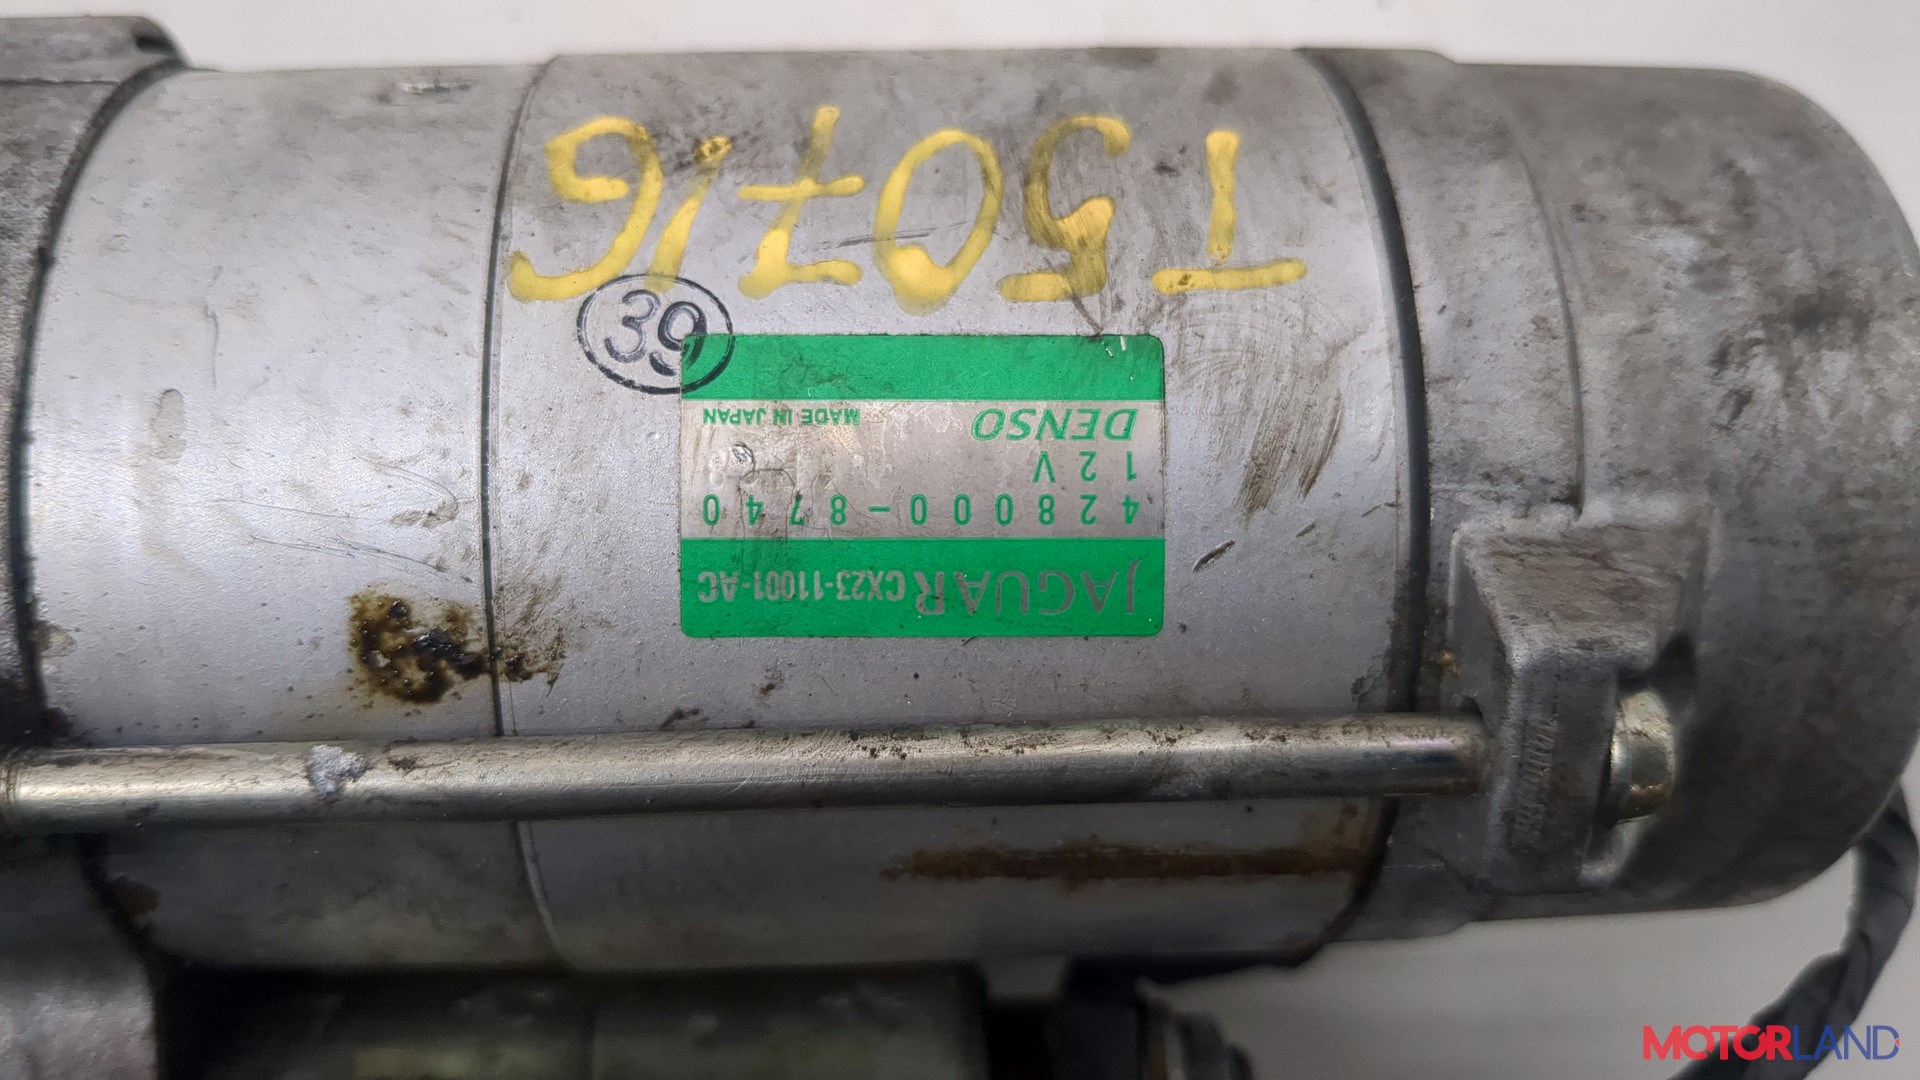 JAGUAR CX23-11001-AC
428000-8740
12V
DENSO MADE IN JAPAN
39
T50716
MOTORLAND